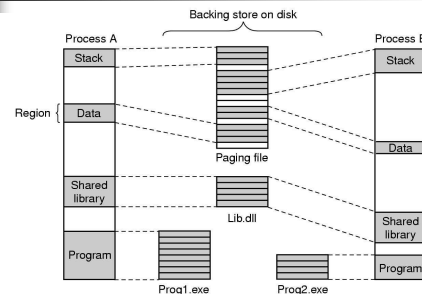 Backing store on disk
Process A
Process B
Stack
Stack
Region
Data
Paging file
Data
Shared
library
Lib.dll
Shared
library
Program
Program
Prog1.exe
Prog2.exe